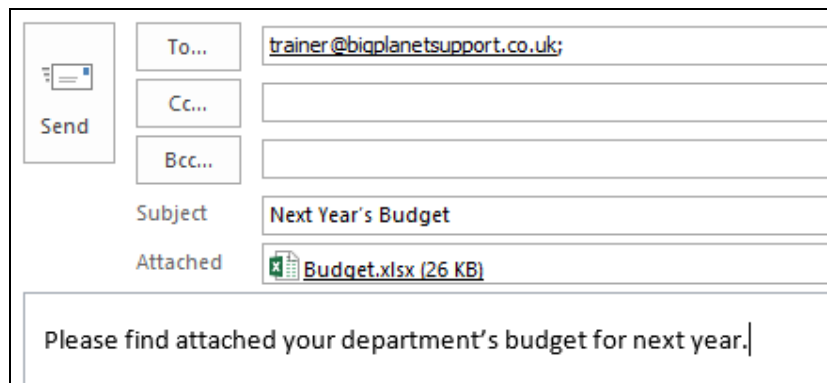 To... trainer@bigplanetsupport.co.uk;
Cc...
Send
Bcc...
Subject Next Year's Budget
Attached Budget.xlsx (26 KB)
Please find attached your department's budget for next year.